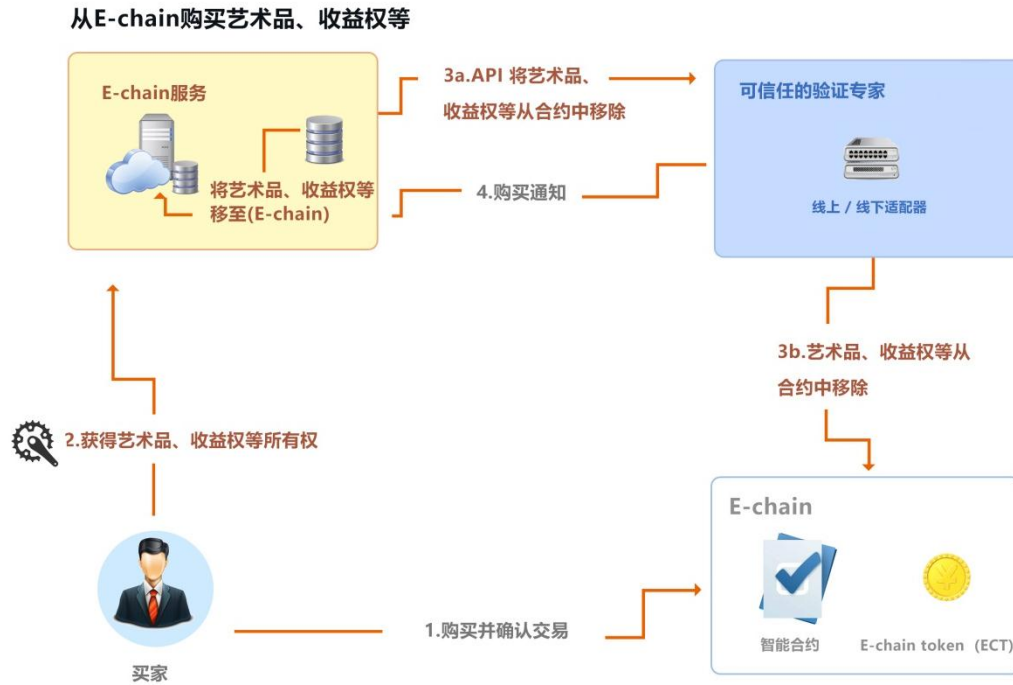 从E-chain购买艺术品、收益权等
E-chain服务
将艺术品、收益权等
移至(E-chain)
3a.API 将艺术品、
收益权等从合约中移除
4.购买通知
可信任的验证专家
线上 / 线下适配器
3b.艺术品、收益权等从
合约中移除
2.获得艺术品、收益权等所有权
E-chain
智能合约
E-chain token (ECT)
1.购买并确认交易
买家